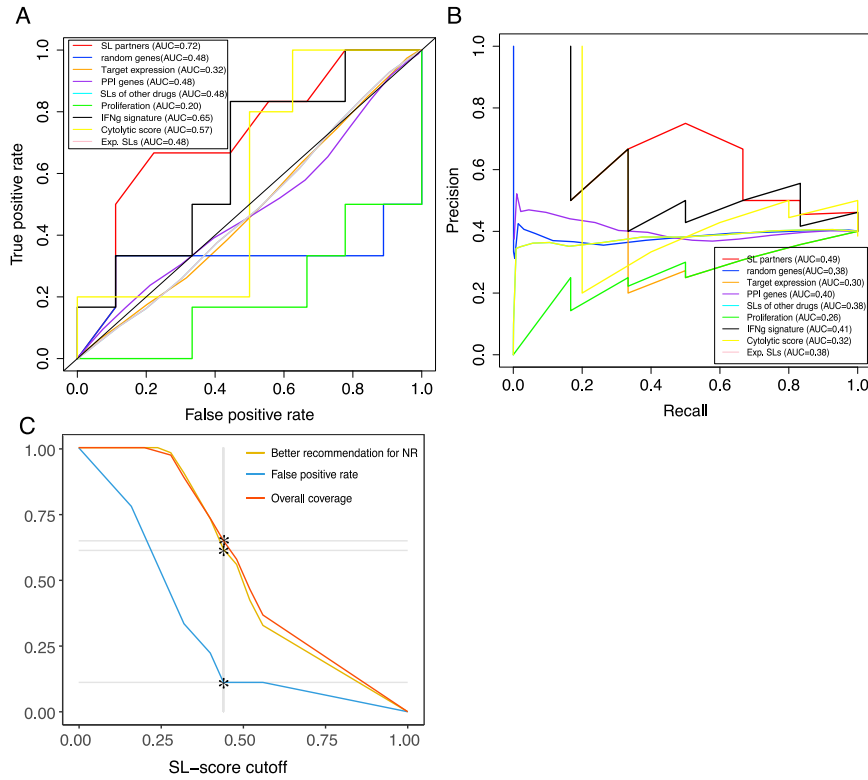 A
SL partners (AUC=0.72)
random genes(AUC=0.48)
Target expression (AUC=0.32)
PPI genes (AUC=0.48)
SLs of other drugs (AUC=0.48)
Proliferation (AUC=0.20)
IFNg signature (AUC=0.65)
Cytolytic score (AUC=0.57)
Exp. SLs (AUC=0.48)
True positive rate
0.0
0.2
0.4
0.6
0.8
1.0
0.0 0.2 0.4 0.6 0.8 1.0
False positive rate
B
Precision
1.0
0.8
0.6
0.4
0.2
0.0
SL partners (AUC=0.49)
random genes(AUC=0.38)
Target expression (AUC=0.30)
PPI genes (AUC=0.40)
SLs of other drugs (AUC=0.38)
Proliferation (AUC=0.26)
IFNg signature (AUC=0.41)
Cytolytic score (AUC=0.32)
Exp. SLs (AUC=0.38)
0.0 0.2 0.4 0.6 0.8 1.0
Recall
C
1.00
0.75
0.50
0.25
0.00
Better recommendation for NR
False positive rate
Overall coverage
*
*
*
0.00 0.25 0.50 0.75 1.00
SL-score cutoff